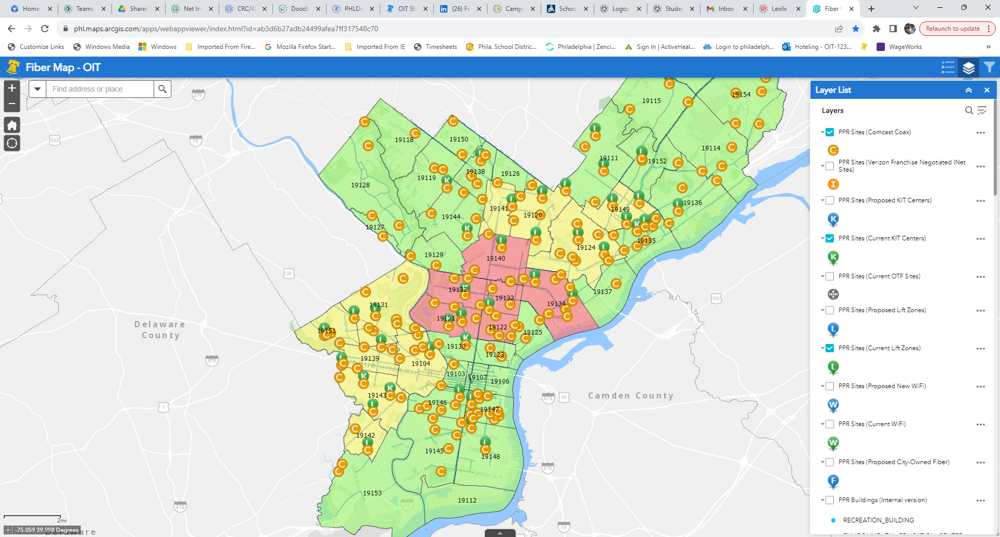 Home
Teams
Shared
Net In
CRC/A
Doodl
PHLDo
OIT St
(26) Fe
Camp
School
Logou
Studer
Inbox
Lexile
Fiber
phl.maps.arcgis.com/apps/webappviewer/index.html?id=ab3d6b27adb24499afea7ff317548c70
Relaunch to update
Customize Links
Windows Media
Windows
Imported From Fire...
Mozilla Firefox Start...
Imported From IE
Timesheets
Phila. School Distric...
Philadelphia | Zenci...
Sign In | ActiveHeal...
Login to philadelph...
Hoteling - OIT-123...
WageWorks
»
Fiber Map - OIT
+
−
Find address or place
Layer List
Layers
PPR Sites (Comcast Coax)
C
PPR Sites (Verizon Franchise Negotiated INet
Sites)
I
PPR Sites (Proposed KIT Centers)
K
PPR Sites (Current KIT Centers)
K
PPR Sites (Current OTF Sites)
PPR Sites (Proposed Lift Zones)
L
PPR Sites (Current Lift Zones)
L
PPR Sites (Proposed New WiFi)
W
PPR Sites (Current WiFi)
W
PPR Sites (Proposed City-Owned Fiber)
F
PPR Buildings (Internal version)
RECREATION_BUILDING
19115
19154
19118
19150
19114
19111
19152
19138
19126
19119
19128
19136
19141
19149
19120
19144
19127
19135
19124
19129
19140
19137
19132
19133
19134
19131
19121
19122
19125
19151
19130
19123
19139
19104
19103
19107
19106
19143
19146
19147
19142
19145
19148
19153
19112
276
202
76
30
130
476
676
30
1
676
476
76
Delaware
County
Camden County
2mi
-75.059 39.998 Degrees